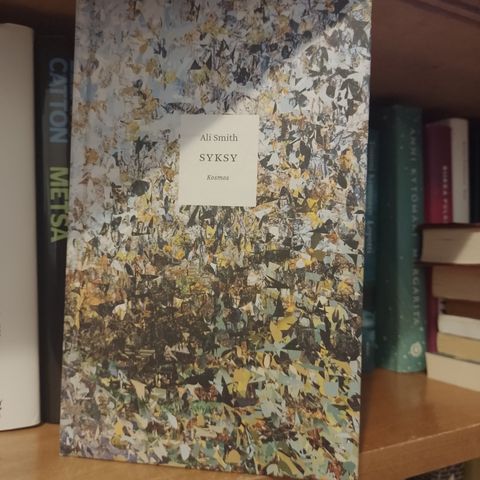 Ali Smith
SYKSY
Kosmos
CATTON
METSÄ
ANNI KYTÖMÄKI MARGARITA